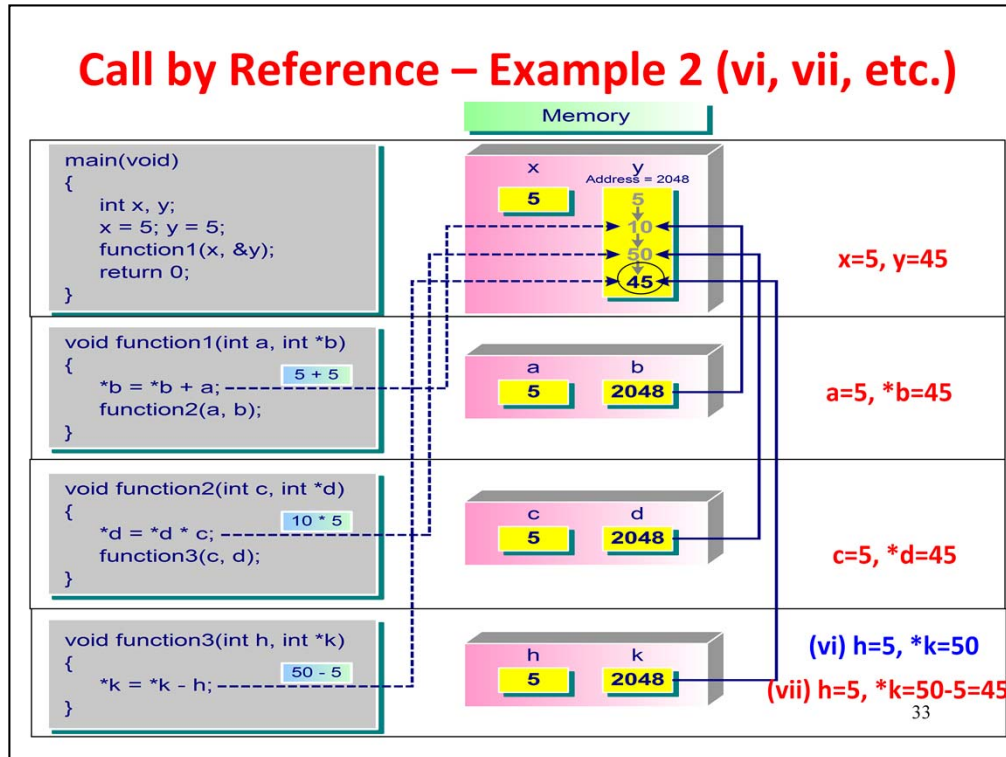 Call by Reference – Example 2 (vi, vii, etc.)
Memory
main(void)
{
int x, y;
x = 5; y = 5;
function1(x, &y);
return 0;
}
x
y
Address = 2048
5
5
10
50
45
x=5, y=45
void function1(int a, int *b)
{
*b = *b + a;
5 + 5
function2(a, b);
}
a
b
5
2048
a=5, *b=45
void function2(int c, int *d)
{
*d = *d * c;
10 * 5
function3(c, d);
}
c
d
5
2048
c=5, *d=45
void function3(int h, int *k)
{
*k = *k - h;
50 - 5
}
h
k
5
2048
(vi) h=5, *k=50
(vii) h=5, *k=50-5=45
33